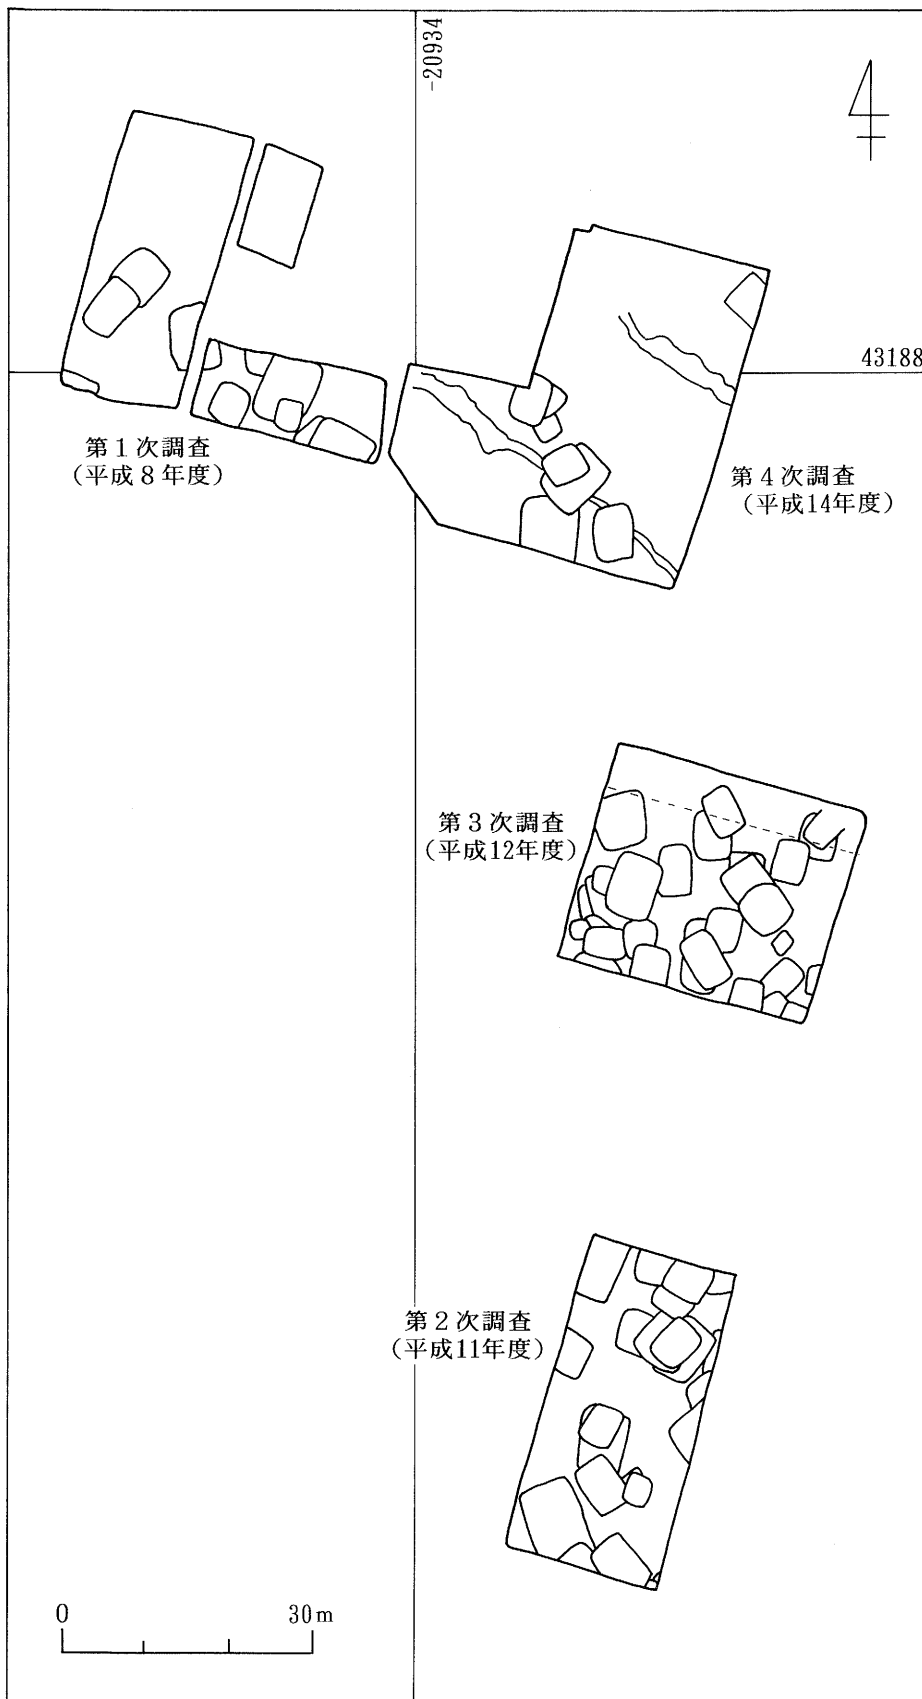 -20934
43188
第1次調査
(平成8年度)
第4次調査
(平成14年度)
第3次調査
(平成12年度)
第2次調査
(平成11年度)
0 30m